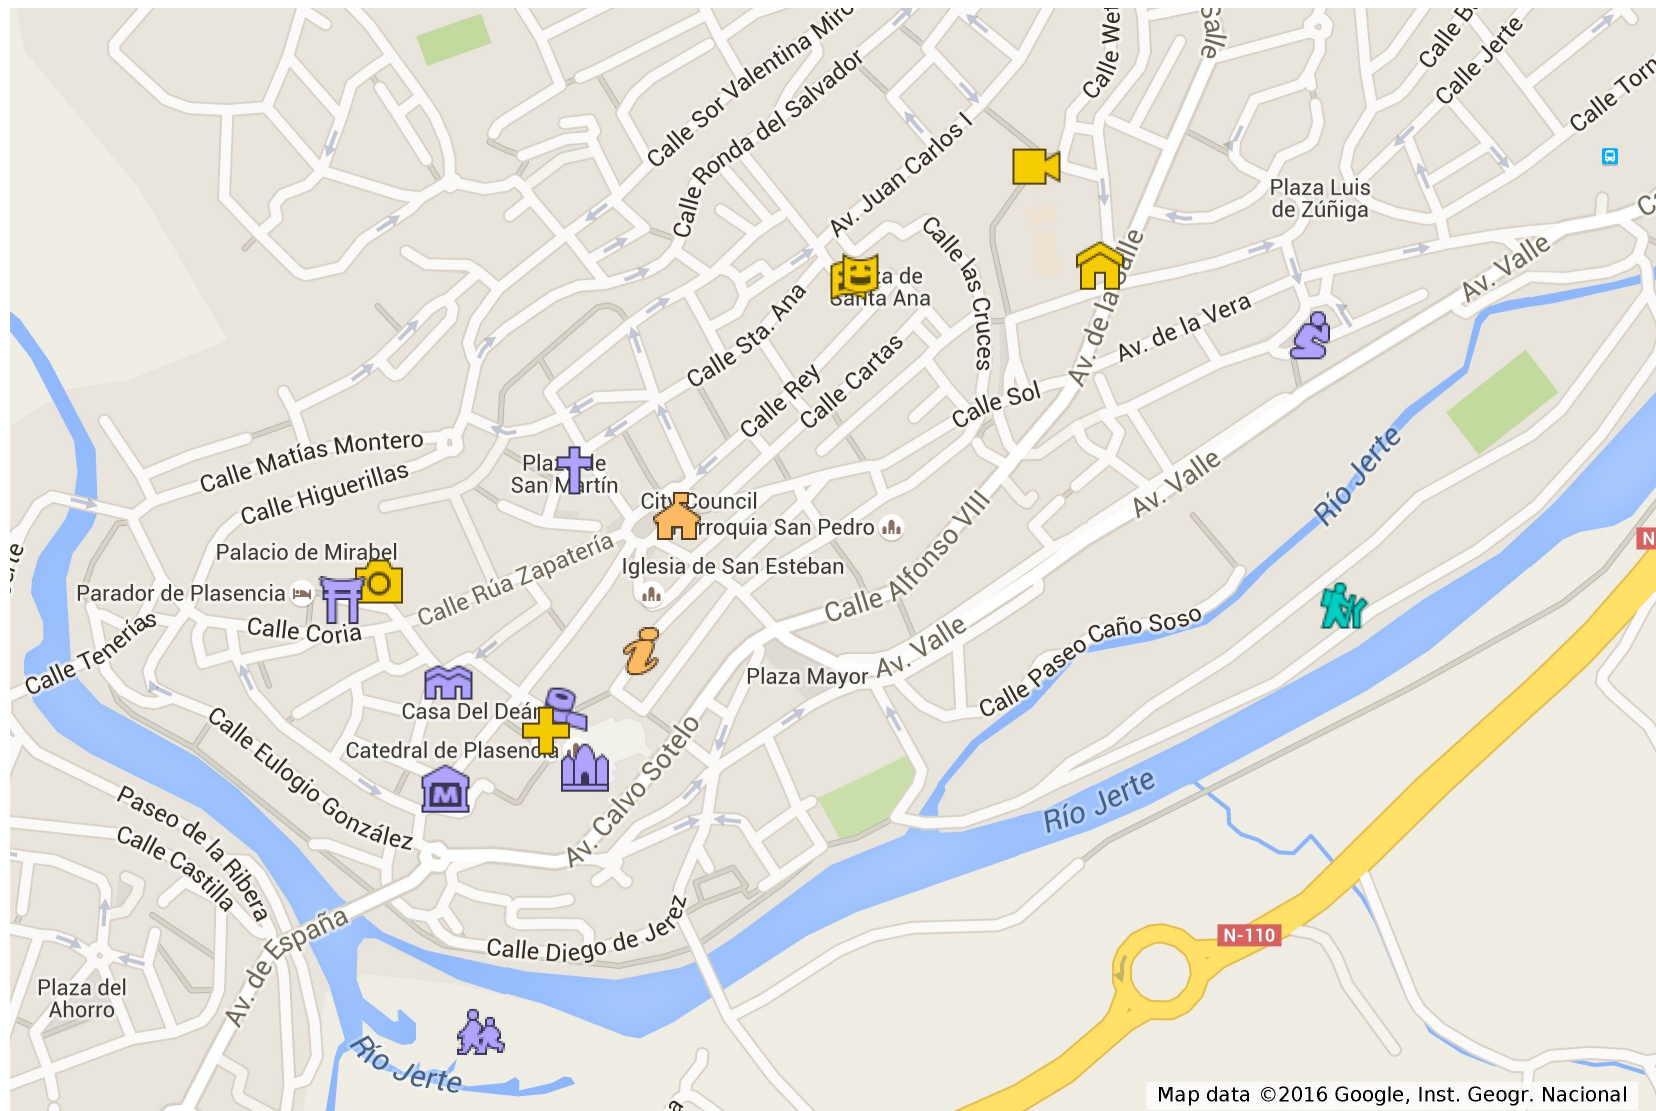 Calle Sor Valentina Miró
Calle Ronda del Salvador
Av. Juan Carlos I
Salle
Calle Jerte
Plaza Luis
de Zúñiga
Calle las Cruces
Santa Ana
Calle Sta. Ana
Av. de la Salle
Av. de la Vera
Av. Valle
Calle Rey
Calle Cartas
Calle Sol
Calle Matías Montero
Calle Higuerillas
San Martín
City Council
Parroquia San Pedro
Av. Valle
Río Jerte
N
Palacio de Mirabel
Parador de Plasencia
Calle Rúa Zapatería
Iglesia de San Esteban
Calle Alfonso VIII
Calle Coria
Calle Tenerías
Calle Paseo Caño Soso
Plaza Mayor
Av. Valle
Casa Del Deán
Catedral de Plasencia
Calle Eulogio González
Av. Calvo Sotelo
Río Jerte
Paseo de la Ribera
Calle Castilla
Av. de España
Calle Diego de Jerez
N-110
Plaza del
Ahorro
Río Jerte
Map data ©2016 Google, Inst. Geogr. Nacional